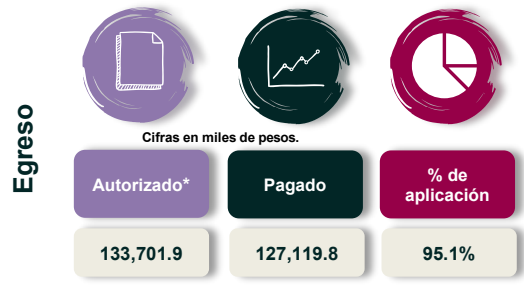 Egreso
Cifras en miles de pesos.
Autorizado*
Pagado
% de
aplicación
133,701.9
127,119.8
95.1%